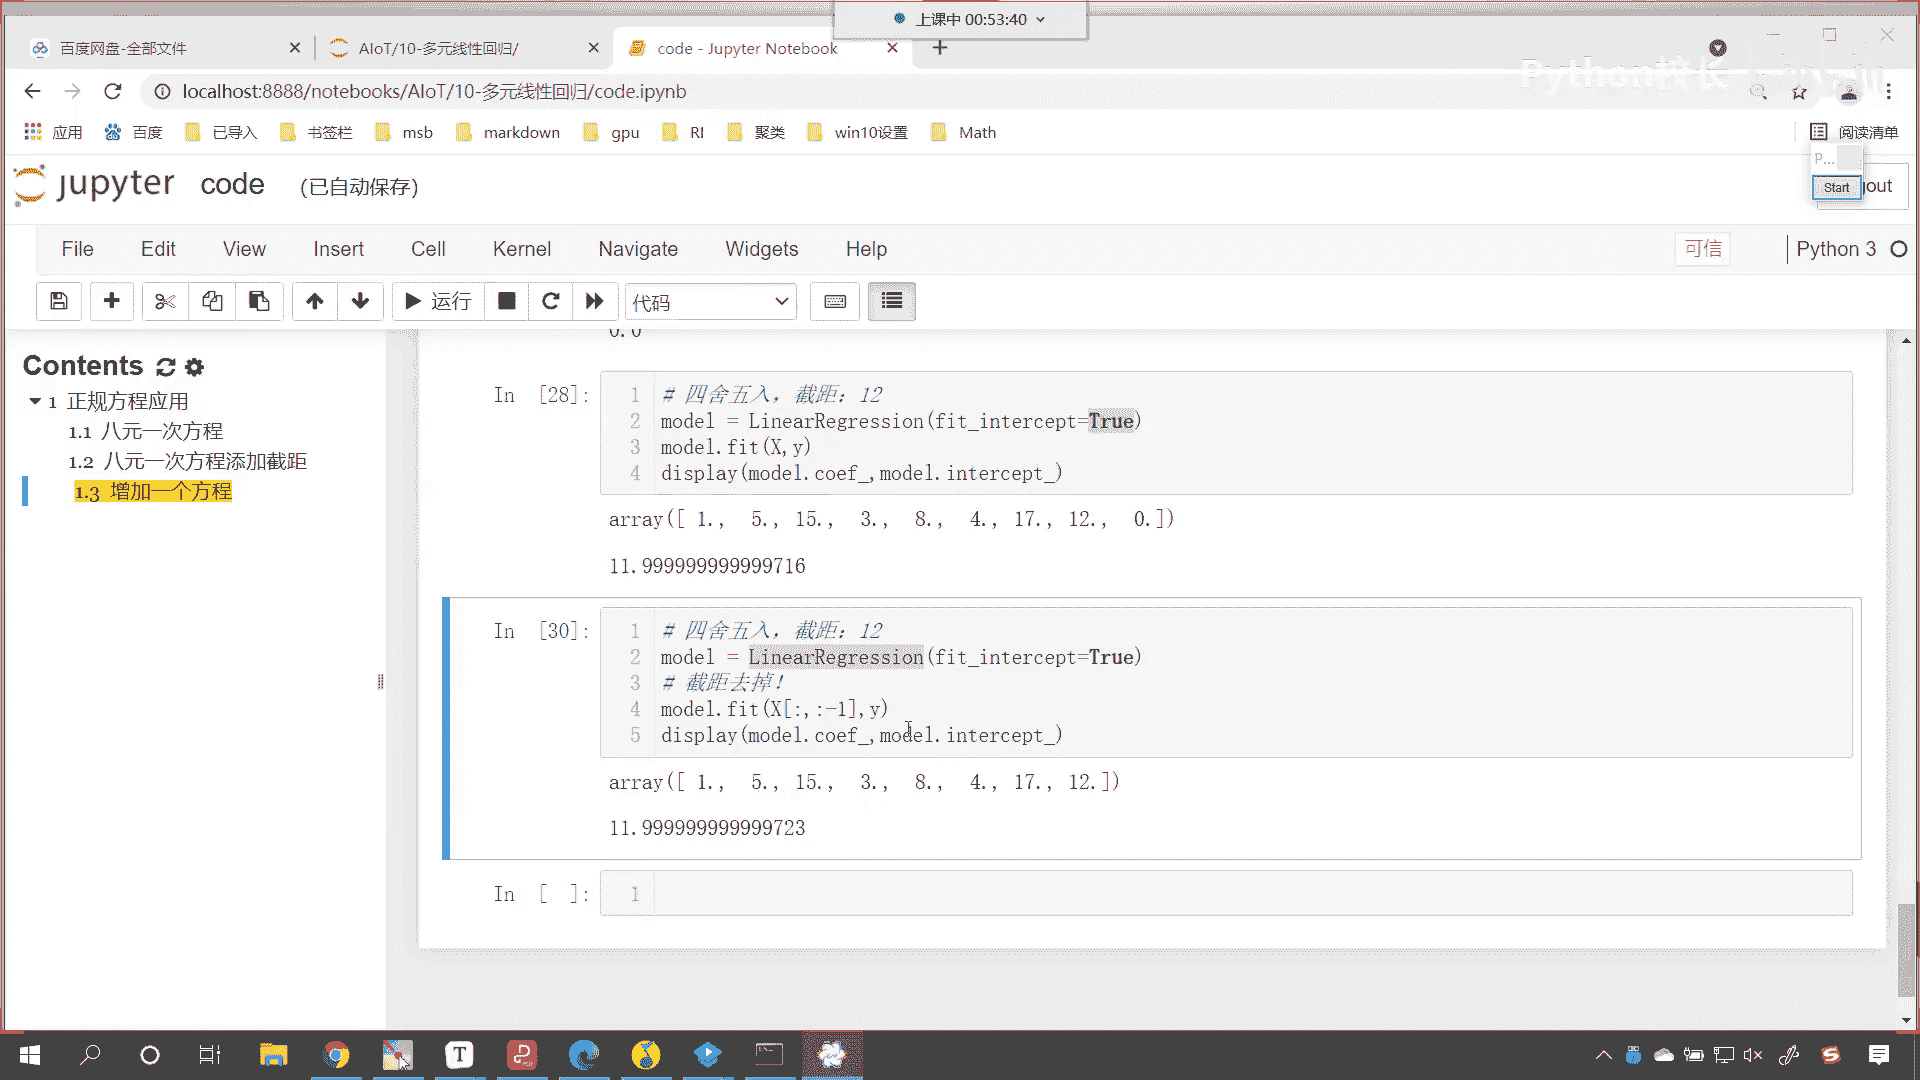 上课中 00:53:40
百度网盘-全部文件
AIoT/10-多元线性回归/
code - Jupyter Notebook
localhost:8888/notebooks/AIoT/10-多元线性回归/code.ipynb
应用 百度 已导入 书签栏 msb markdown gpu RI 聚类 win10设置 Math 阅读清单
jupyter code (已自动保存)
P...
Start
out
File Edit View Insert Cell Kernel Navigate Widgets Help 可信 Python 3
运行 代码
Contents
1 正规方程应用
1.1 八元一次方程
1.2 八元一次方程添加截距
1.3 增加一个方程
0.0
In [28]:
1 # 四舍五入，截距：12
2 model = LinearRegression(fit_intercept=True)
3 model.fit(X,y)
4 display(model.coef_,model.intercept_)
array([ 1., 5., 15., 3., 8., 4., 17., 12., 0.])
11.999999999999716
In [30]:
1 # 四舍五入，截距：12
2 model = LinearRegression(fit_intercept=True)
3 # 截距去掉！
4 model.fit(X[:,:-1],y)
5 display(model.coef_,model.intercept_)
array([ 1., 5., 15., 3., 8., 4., 17., 12.])
11.999999999999723
In [ ]:
1